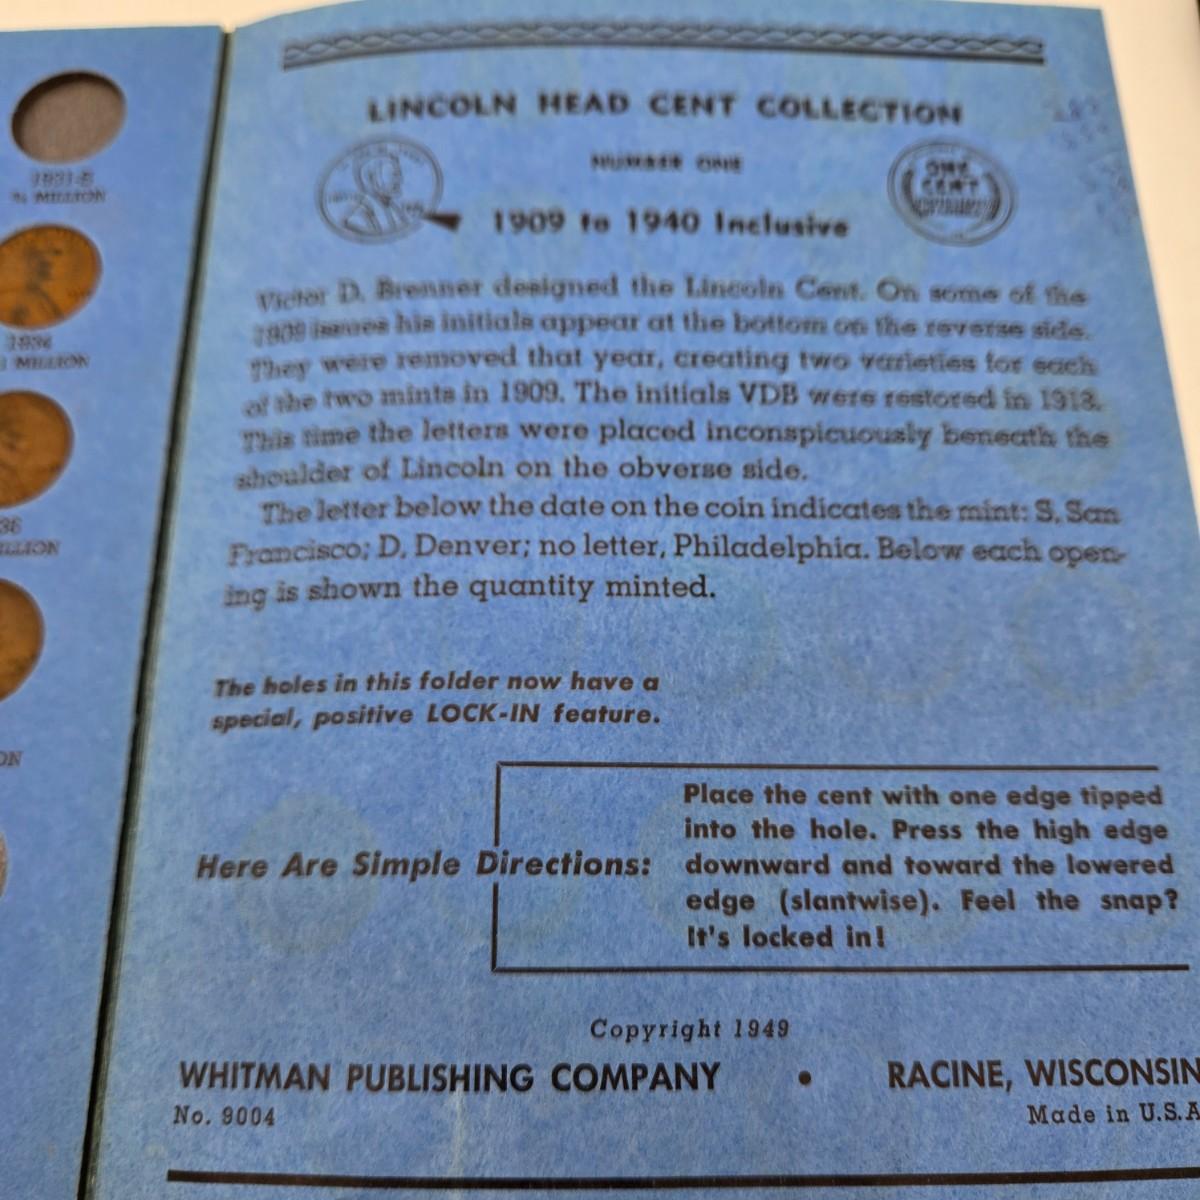 1931-S
MILLION
1936
MILLION
36
ILLION
ON
LINCOLN HEAD CENT COLLECTION
NUMBER ONE
ONE
CENT
1909 to 1940 Inclusive
Victor D. Brenner designed the Lincoln Cent. On some of the
1909 issues his initials appear at the bottom on the reverse side.
They were removed that year, creating two varieties for each
of the two mints in 1909. The initials VDB were restored in 1918.
This time the letters were placed inconspicuously beneath the
shoulder of Lincoln on the obverse side.
The letter below the date on the coin indicates the mint: S, San
Francisco; D, Denver; no letter, Philadelphia. Below each open-
ing is shown the quantity minted.
The holes in this folder now have a
special, positive LOCK-IN feature.
Here Are Simple Directions:
Place the cent with one edge tipped
into the hole. Press the high edge
downward and toward the lowered
edge (slantwise). Feel the snap?
It's locked in!
Copyright 1949
WHITMAN PUBLISHING COMPANY • RACINE, WISCONSIN
No. 9004
Made in U.S.A